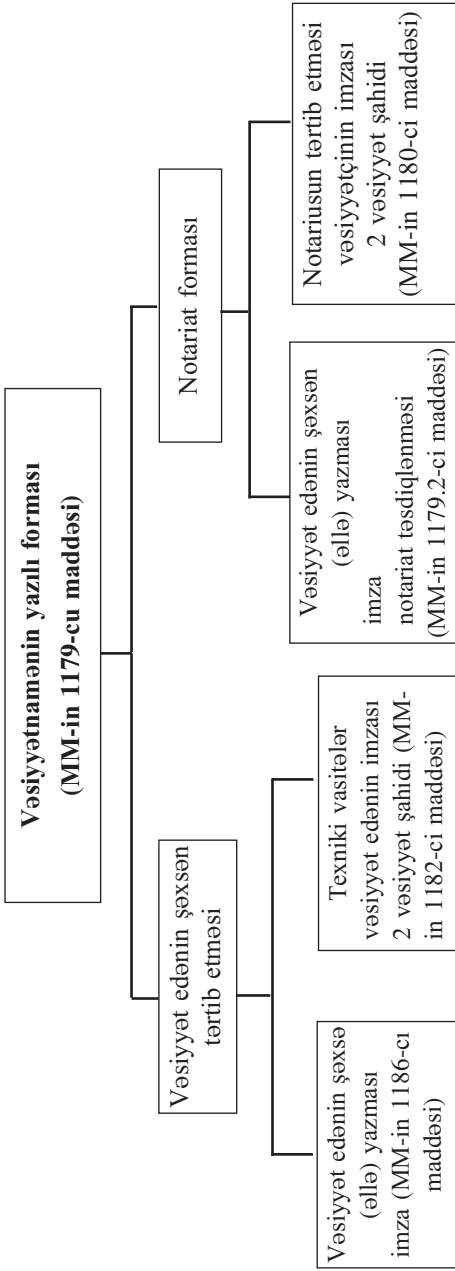 Vəsiyyətnamənin yazılı forması
(MM-in 1179-cu maddəsi)
Vəsiyyət edənin şəxsən
tərtib etməsi
Notariat forması
Vəsiyyət edənin şəxsə
(əllə) yazması
imza (MM-in 1186-cı
maddəsi)
Texniki vasitələr
vəsiyyət edənin imzası
2 vəsiyyət şahidi (MM-
in 1182-ci maddəsi)
Vəsiyyət edənin şəxsən
(əllə) yazması
imza
notariat təsdiqlənməsi
(MM-in 1179.2-ci maddəsi)
Notariusun tərtib etməsi
vəsiyyətçinin imzası
2 vəsiyyət şahidi
(MM-in 1180-ci maddəsi)